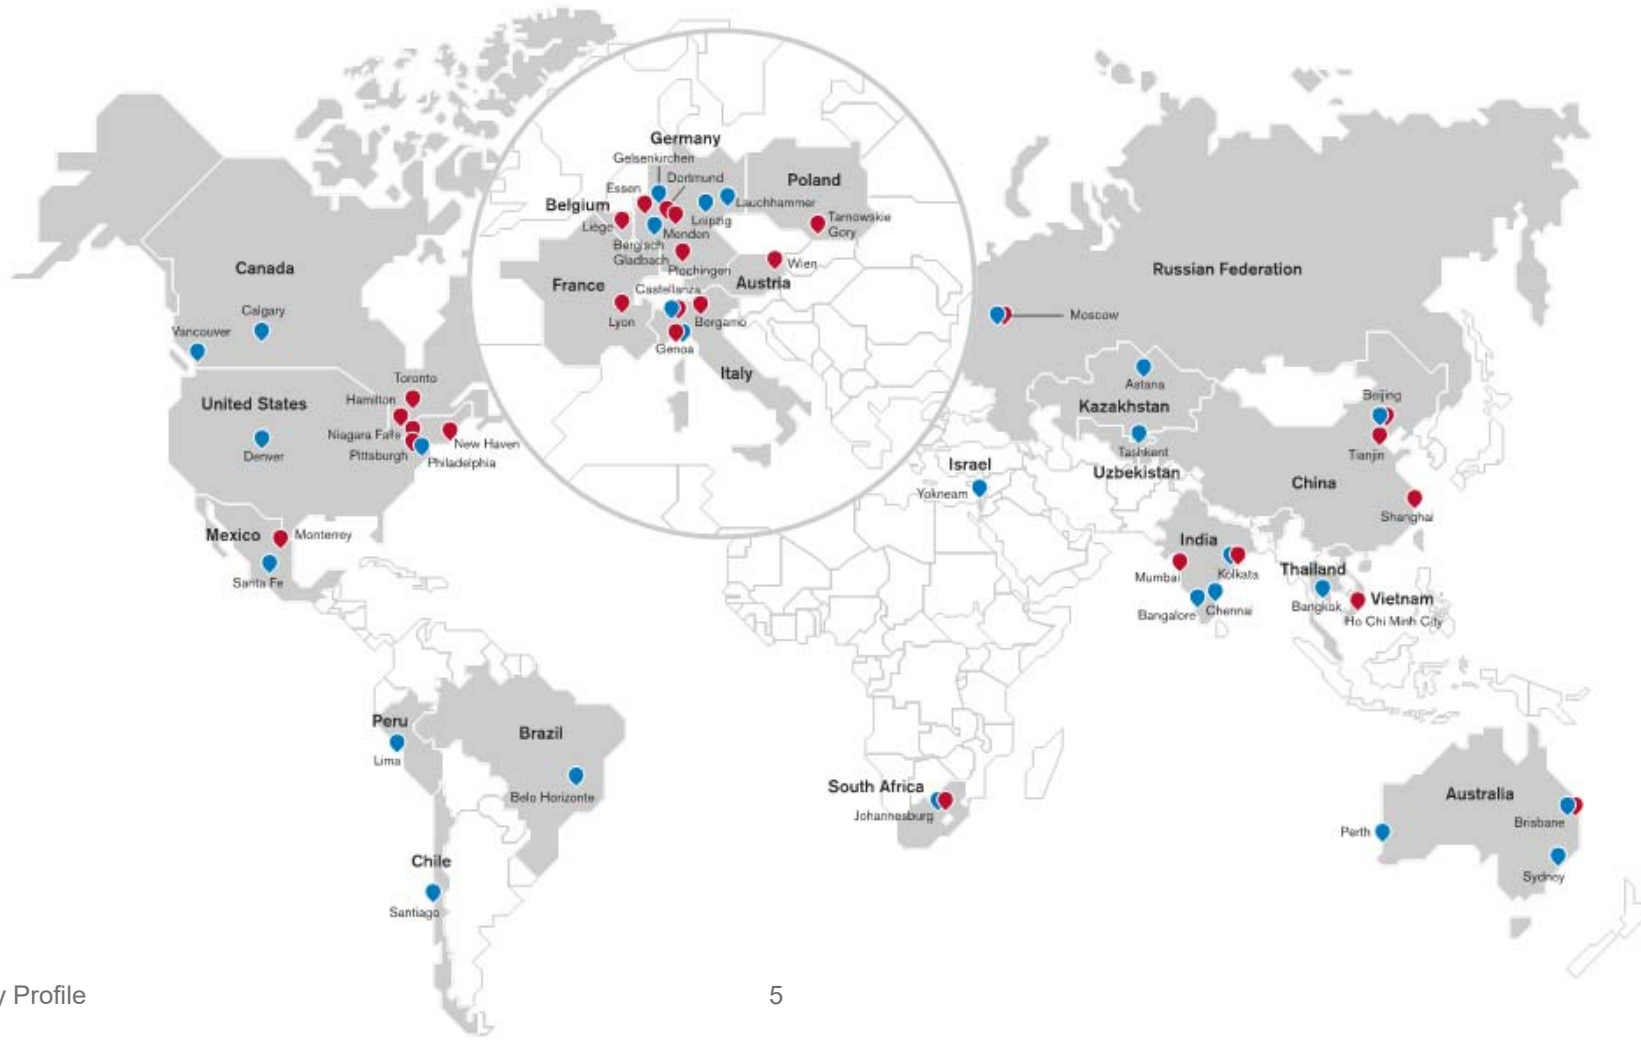 Germany
Gelsenkirchen
Dortmund
Essen
Poland
Belgium
Lauchhammer
Leipzig
Tarnowskie
Gory
Liege
Menden
Bergisch
Gladbach
Plochingen
Wien
Austria
France
Castellanza
Lyon
Bergamo
Genoa
Italy
Canada
Calgary
Vancouver
Toronto
United States
Hamilton
Niagara Falls
New Haven
Denver
Pittsburgh
Philadelphia
Mexico
Monterrey
Santa Fe
Russian Federation
Moscow
Astana
Kazakhstan
Tashkent
Uzbekistan
Israel
Yokneam
Beijing
Tianjin
China
Shanghai
India
Mumbai
Kolkata
Bangalore
Chennai
Thailand
Bangkok
Vietnam
Ho Chi Minh City
Peru
Lima
Brazil
Belo Horizonte
Chile
Santiago
South Africa
Johannesburg
Australia
Brisbane
Perth
Sydney
y Profile
5